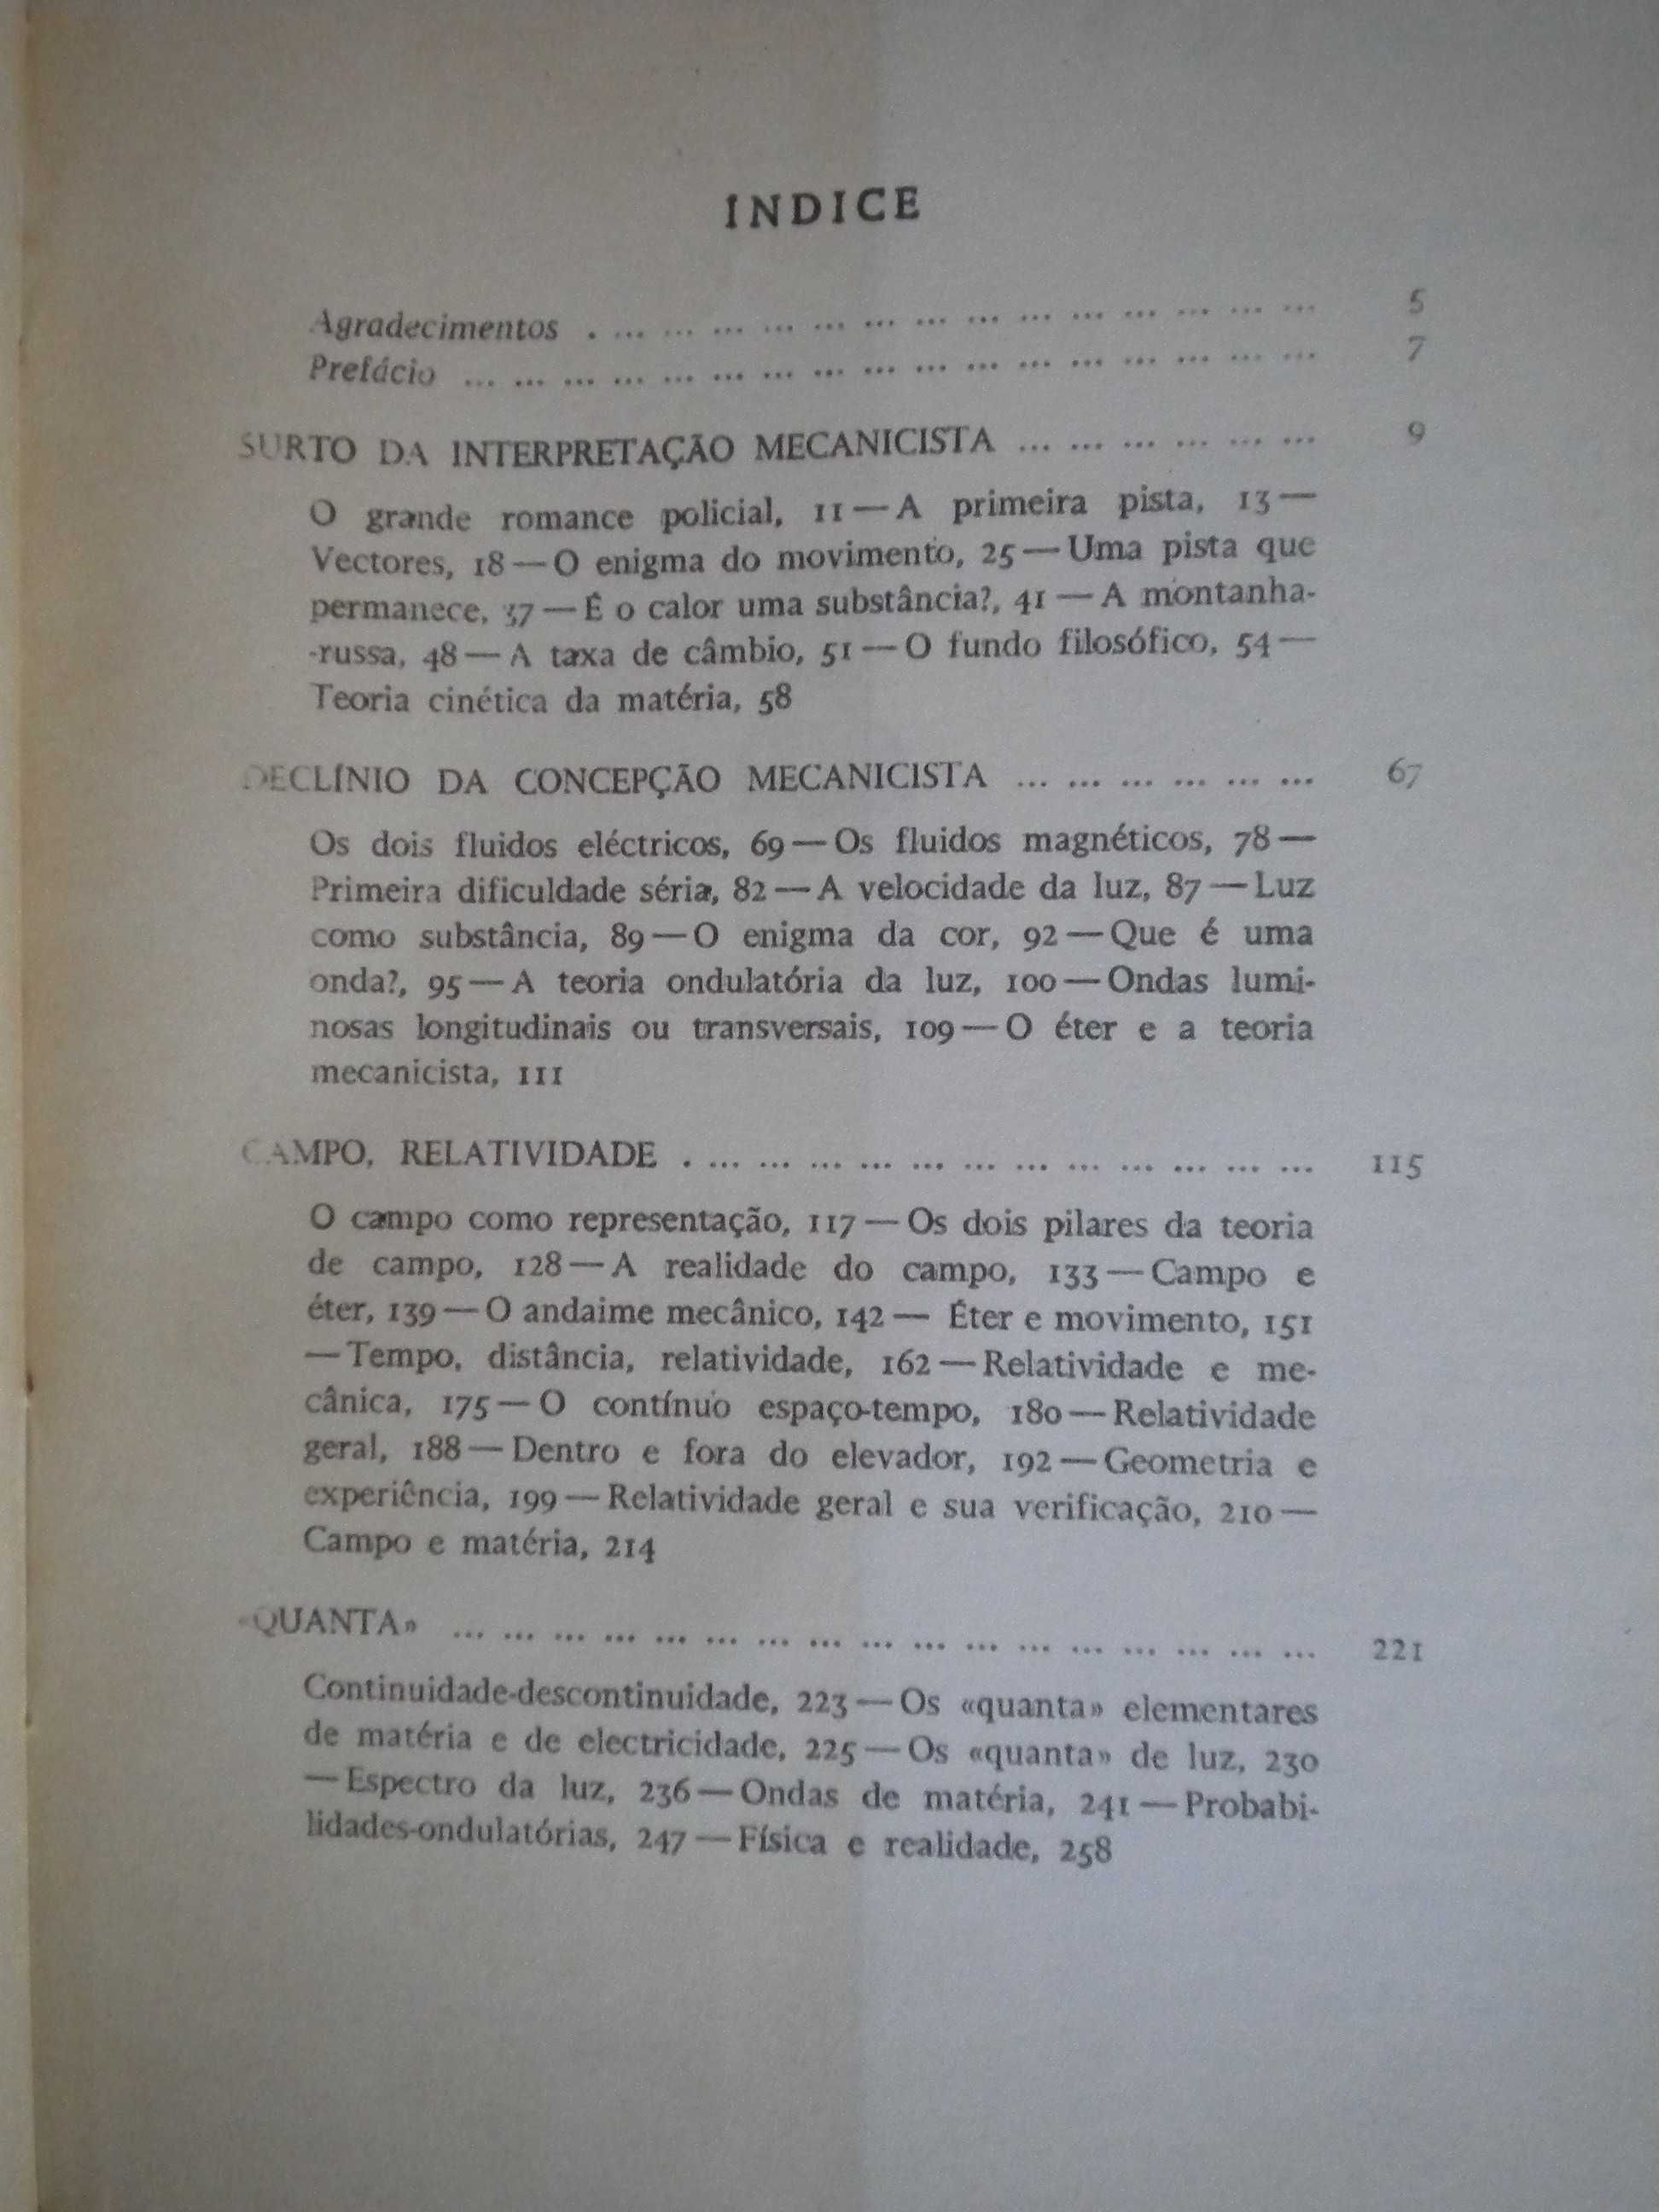 INDICE
Agradecimentos . ... ... ... ... ... ... ... ... ... ... ... ... ... ... 5
Prefácio ... ... ... ... ... ... ... ... ... ... ... ... ... ... ... ... ... 7
SURTO DA INTERPRETAÇÃO MECANICISTA ... ... ... ... ... ... 9
O grande romance policial, 11 — A primeira pista, 13 —
Vectores, 18 — O enigma do movimento, 25 — Uma pista que
permanece, 37 — É o calor uma substância?, 41 — A montanha-
-russa, 48 — A taxa de câmbio, 51 — O fundo filosófico, 54 —
Teoria cinética da matéria, 58
DECLÍNIO DA CONCEPÇÃO MECANICISTA ... ... ... ... ... ... 67
Os dois fluidos eléctricos, 69 — Os fluidos magnéticos, 78 —
Primeira dificuldade séria, 82 — A velocidade da luz, 87 — Luz
como substância, 89 — O enigma da cor, 92 — Que é uma
onda?, 95 — A teoria ondulatória da luz, 100 — Ondas lumi-
nosas longitudinais ou transversais, 109 — O éter e a teoria
mecanicista, 111
CAMPO, RELATIVIDADE . ... ... ... ... ... ... ... ... ... ... ... ... 115
O campo como representação, 117 — Os dois pilares da teoria
de campo, 128 — A realidade do campo, 133 — Campo e
éter, 139 — O andaime mecânico, 142 — Éter e movimento, 151
— Tempo, distância, relatividade, 162 — Relatividade e me-
cânica, 175 — O contínuo espaço-tempo, 180 — Relatividade
geral, 188 — Dentro e fora do elevador, 192 — Geometria e
experiência, 199 — Relatividade geral e sua verificação, 210 —
Campo e matéria, 214
«QUANTA» ... ... ... ... ... ... ... ... ... ... ... ... ... ... ... ... ... 221
Continuidade-descontinuidade, 223 — Os «quanta» elementares
de matéria e de electricidade, 225 — Os «quanta» de luz, 230
— Espectro da luz, 236 — Ondas de matéria, 241 — Probabi-
lidades-ondulatórias, 247 — Física e realidade, 258